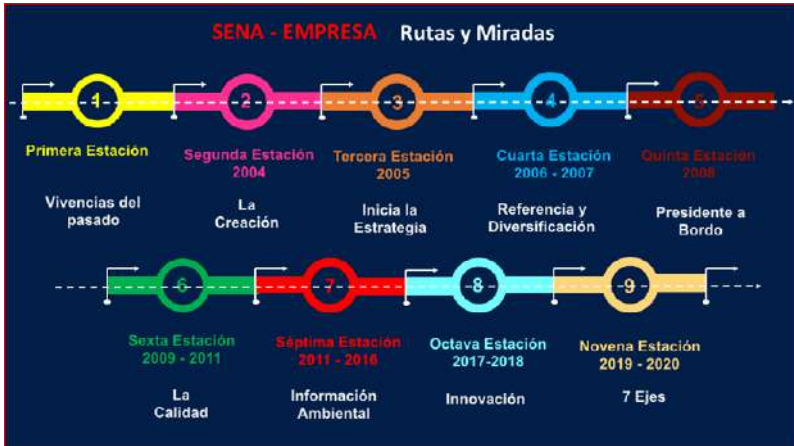 SENA - EMPRESA Rutas y Miradas
1
2
3
4
5
Primera Estación
Segunda Estación
2004
Tercera Estación
2005
Cuarta Estación
2006 - 2007
Quinta Estación
2008
Vivencias del
pasado
La
Creación
Inicia la
Estrategia
Referencia y
Diversificación
Presidente a
Bordo
6
7
8
9
Sexta Estación
2009 - 2011
Séptima Estación
2011 - 2016
Octava Estación
2017-2018
Novena Estación
2019 - 2020
La
Calidad
Información
Ambiental
Innovación
7 Ejes